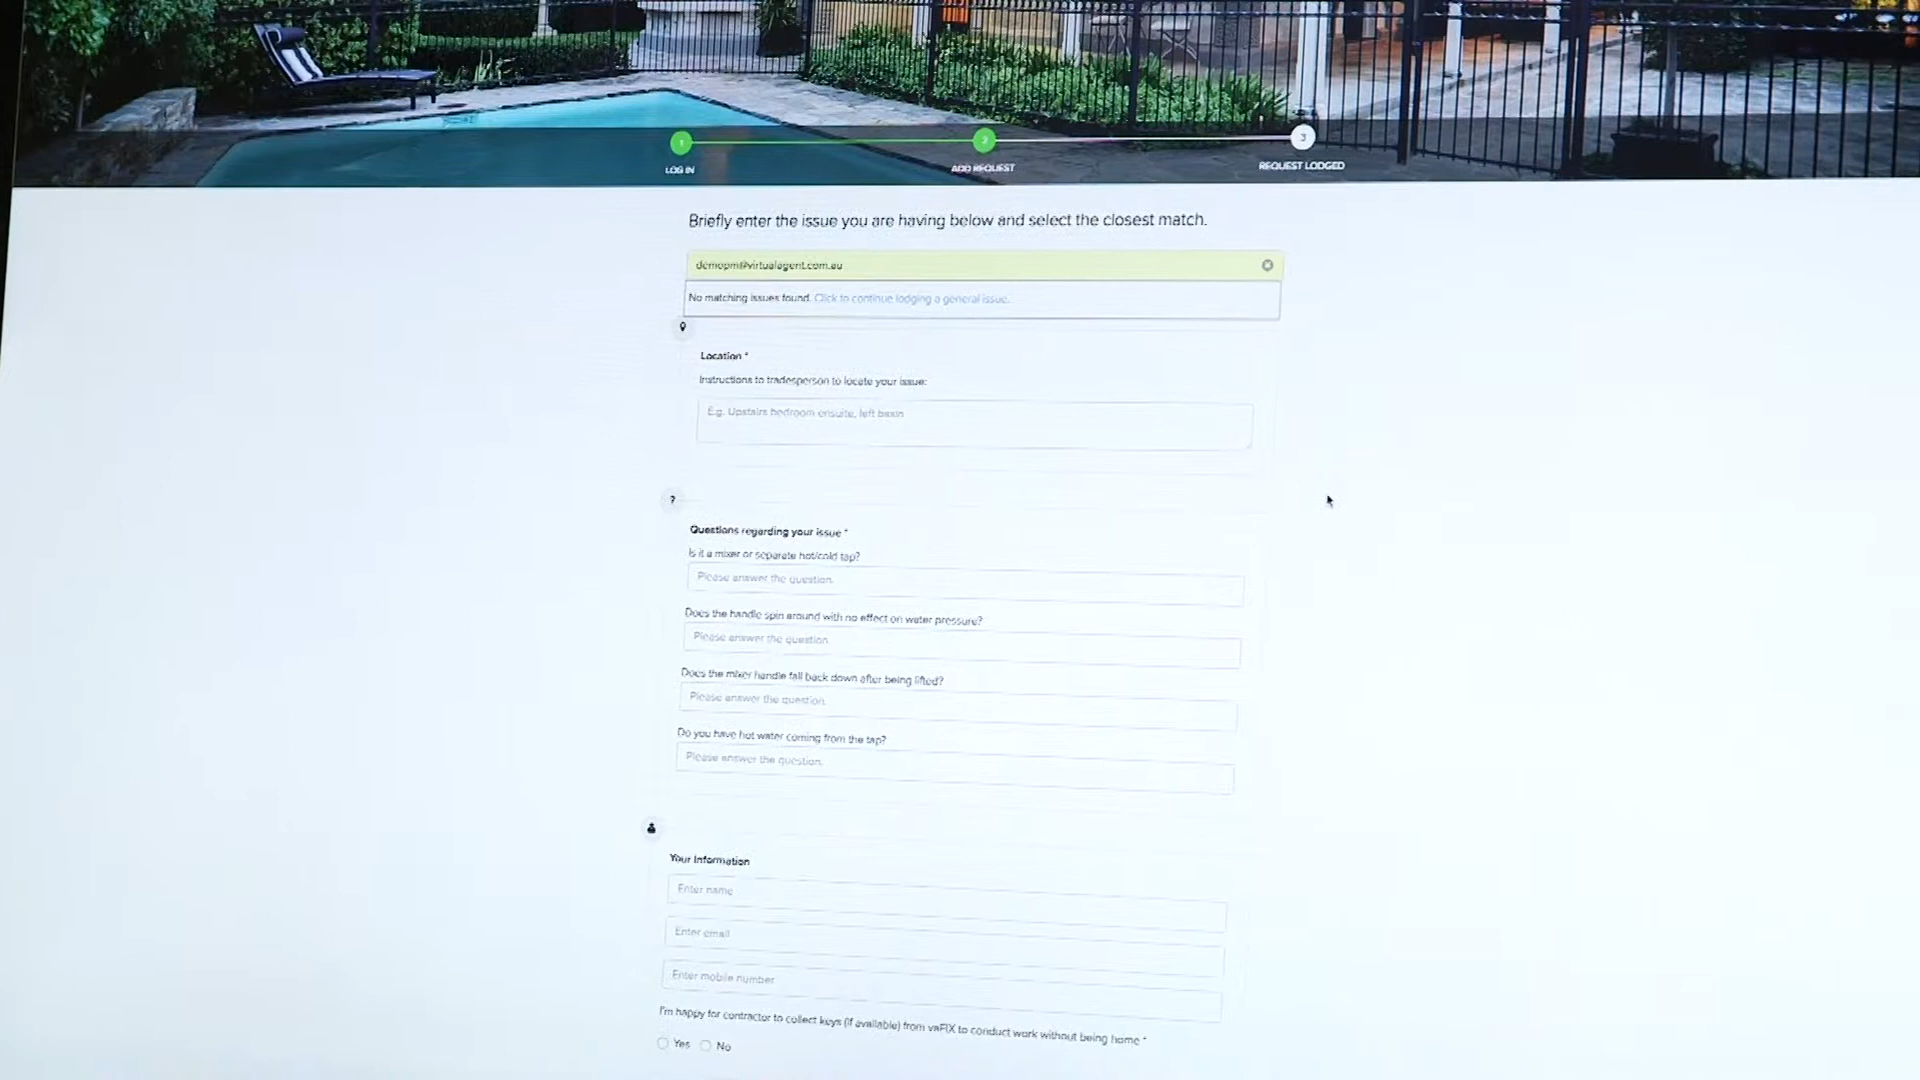 1
2
3
LOG IN
ADD REQUEST
REQUEST LODGED
Briefly enter the issue you are having below and select the closest match.
demopm@virtualagent.com.au
No matching issues found. Click to continue lodging a general issue.
Location *
Instructions to tradesperson to locate your issue:
E.g. Upstairs bedroom ensuite, left basin
?
Questions regarding your issue *
Is it a mixer or separate hot/cold tap?
Please answer the question.
Does the handle spin around with no effect on water pressure?
Please answer the question.
Does the mixer handle fall back down after being lifted?
Please answer the question.
Do you have hot water coming from the tap?
Please answer the question.
Your Information
Enter name
Enter email
Enter mobile number
I'm happy for contractor to collect keys (if available) from vaFIX to conduct work without being home *
Yes No